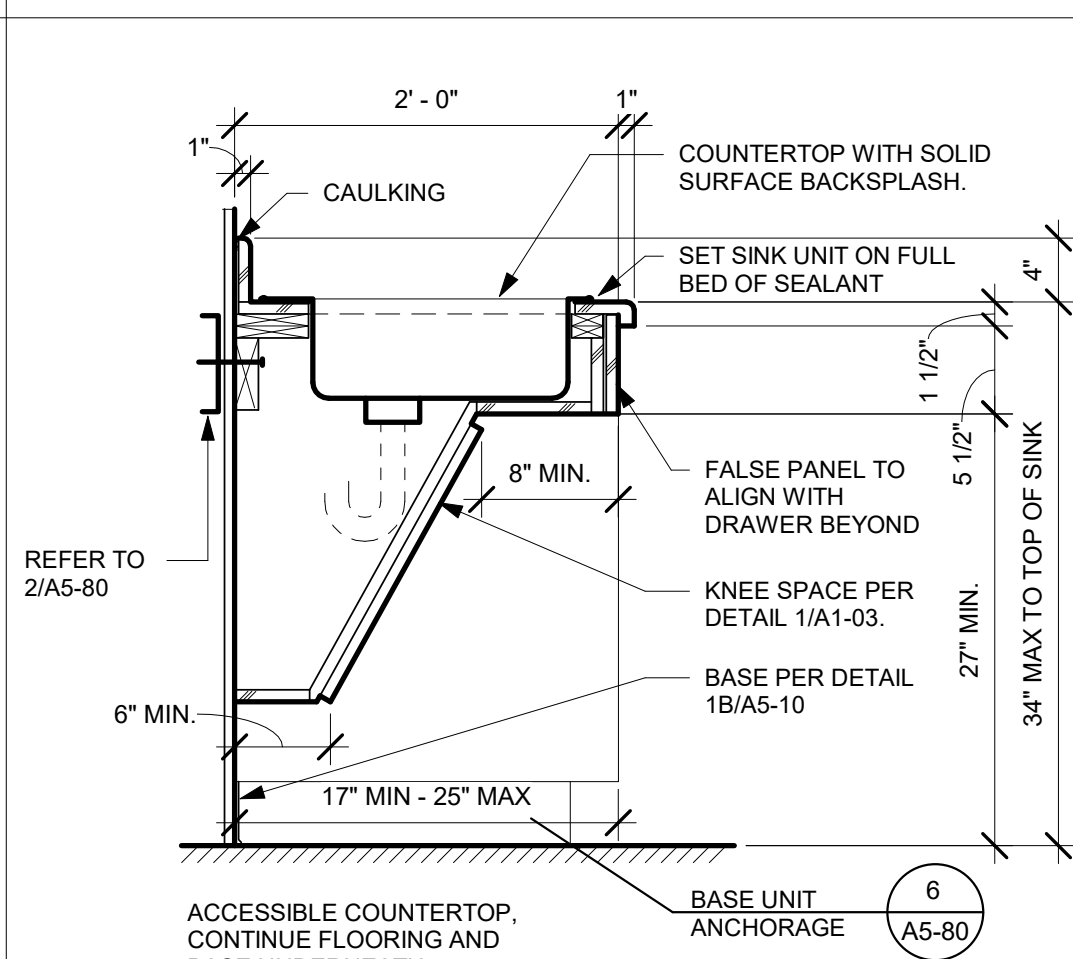 2' - 0"
1"
1"
COUNTERTOP WITH SOLID
SURFACE BACKSPLASH.
CAULKING
SET SINK UNIT ON FULL
BED OF SEALANT
4"
1 1/2"
5 1/2"
8" MIN.
FALSE PANEL TO
ALIGN WITH
DRAWER BEYOND
34" MAX TO TOP OF SINK
27" MIN.
REFER TO
2/A5-80
KNEE SPACE PER
DETAIL 1/A1-03.
BASE PER DETAIL
1B/A5-10
6" MIN.
17" MIN - 25" MAX
BASE UNIT
ANCHORAGE
6
A5-80
ACCESSIBLE COUNTERTOP,
CONTINUE FLOORING AND